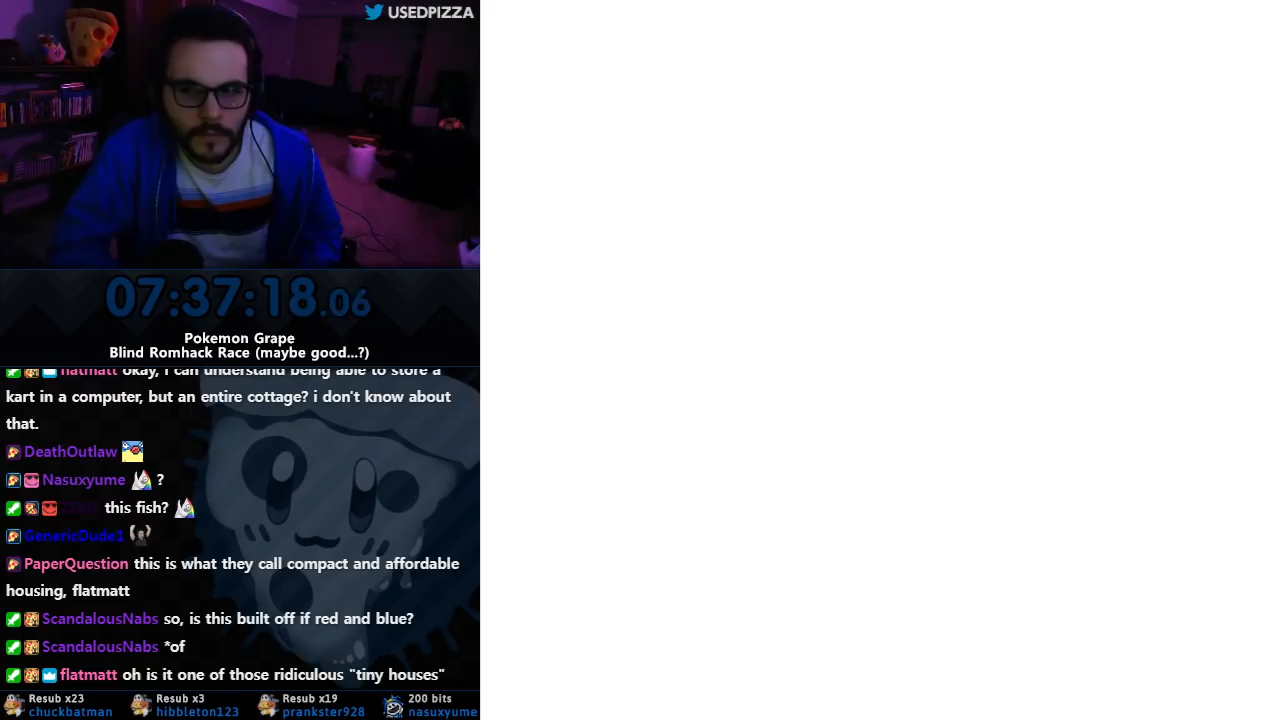 USEDPIZZA
07:37:18.06
Pokemon Grape
Blind Romhack Race (maybe good...?)
flatmatt okay, i can understand being able to store a
kart in a computer, but an entire cottage? i don't know about
that.
DeathOutlaw
Nasuxyume ?
this fish?
GenericDude1
PaperQuestion this is what they call compact and affordable
housing, flatmatt
ScandalousNabs so, is this built off if red and blue?
ScandalousNabs *of
flatmatt oh is it one of those ridiculous "tiny houses"
Resub x23
chuckbatman
Resub x3
hibbleton123
Resub x19
prankster928
200 bits
nasuxyume